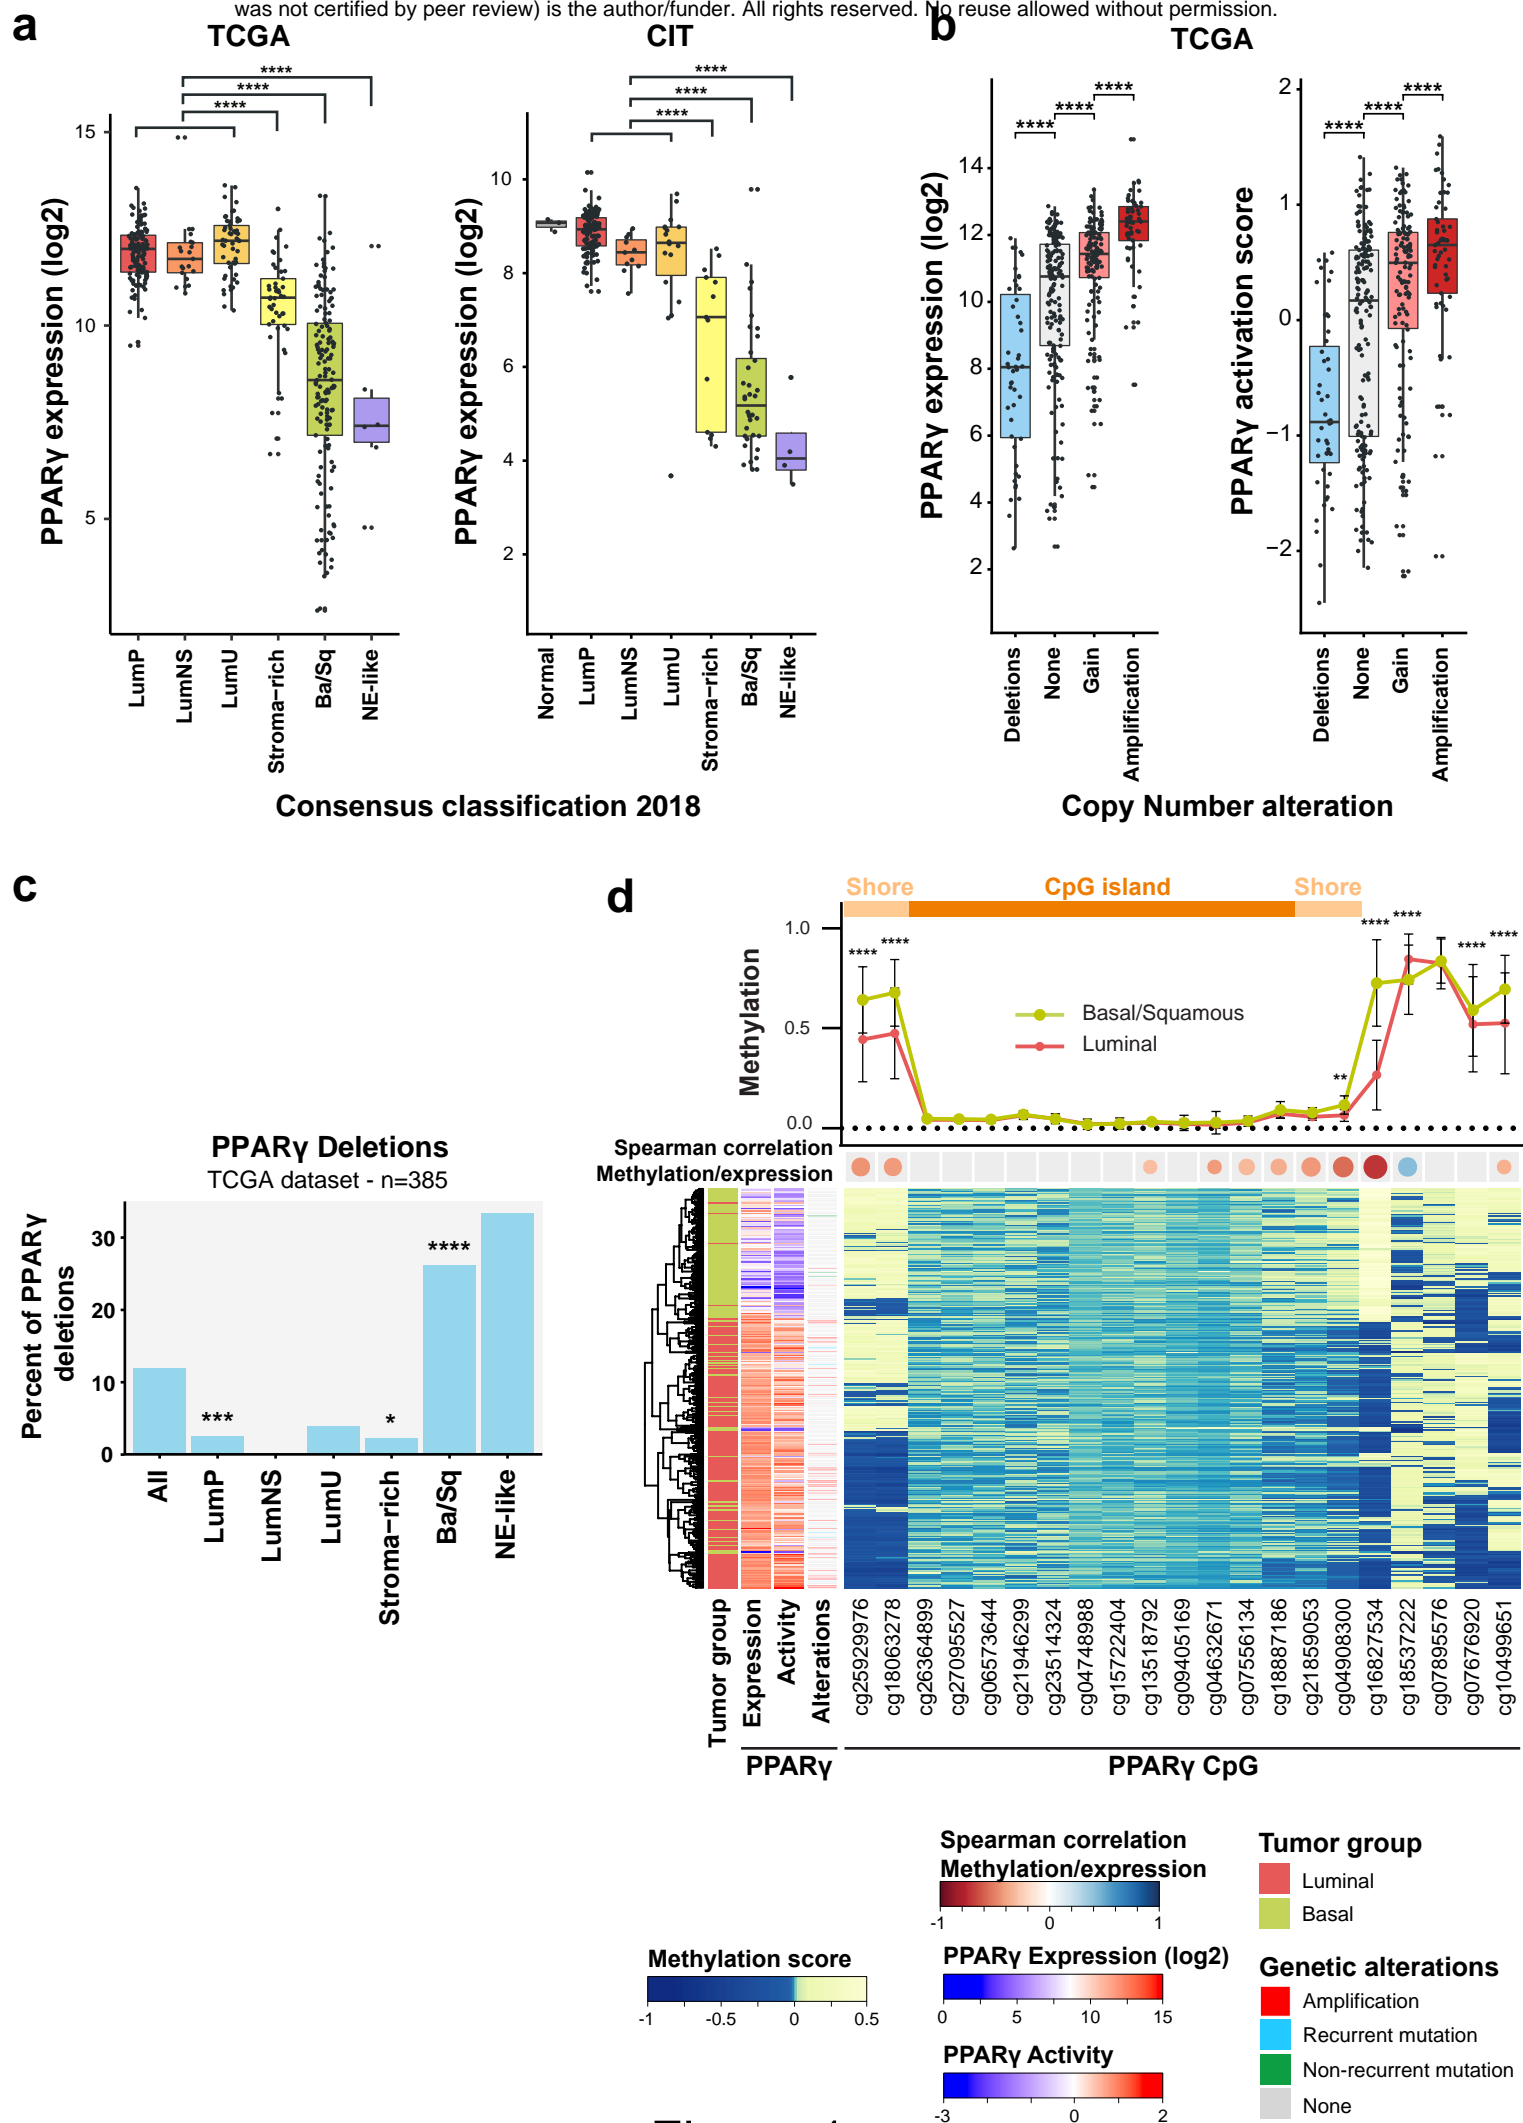 was not certified by peer review) is the author/funder. All rights reserved. No reuse allowed without permission.
a
TCGA
CIT
b
TCGA
****
****
****
****
****
****
****
****
****
****
****
****
PPARγ expression (log2)
15
10
5
PPARγ expression (log2)
10
8
6
4
2
PPARγ expression (log2)
14
12
10
8
6
4
2
PPARγ activation score
2
1
0
−1
−2
LumP
LumNS
LumU
Stroma−rich
Ba/Sq
NE-like
Normal
LumP
LumNS
LumU
Stroma−rich
Ba/Sq
NE-like
Deletions
None
Gain
Amplification
Deletions
None
Gain
Amplification
Consensus classification 2018
Copy Number alteration
c
PPARγ Deletions
TCGA dataset - n=385
Percent of PPARγ
deletions
30
20
10
0
***
*
****
All
LumP
LumNS
LumU
Stroma−rich
Ba/Sq
NE-like
d
Shore
CpG island
Shore
Methylation
1.0
0.5
0.0
****
****
**
****
****
****
****
Basal/Squamous
Luminal
Spearman correlation
Methylation/expression
Tumor group
Expression
Activity
Alterations
cg25929976
cg18063278
cg26364899
cg27095527
cg06573644
cg21946299
cg23514324
cg04748988
cg15722404
cg13518792
cg09405169
cg04632671
cg07556134
cg18887186
cg21859053
cg04908300
cg16827534
cg18537222
cg07895576
cg07676920
cg10499651
PPARγ
PPARγ CpG
Spearman correlation
Methylation/expression
-1
0
1
Methylation score
-1
-0.5
0
0.5
PPARγ Expression (log2)
0
5
10
15
PPARγ Activity
-3
0
2
Tumor group
Luminal
Basal
Genetic alterations
Amplification
Recurrent mutation
Non-recurrent mutation
None